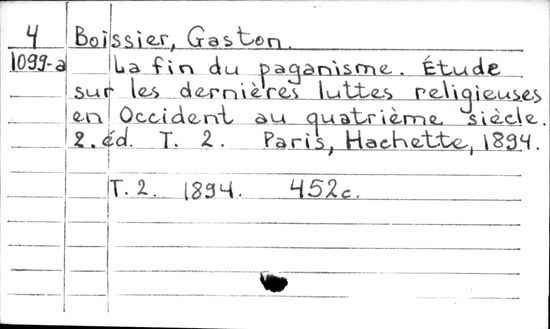 4 Boissier, Gaston.
1099-a La fin du paganisme. Étude
sur les dernières luttes religieuses
en Occident au quatrième siècle.
2. éd. T. 2. Paris, Hachette, 1894.
T. 2. 1894. 452c.